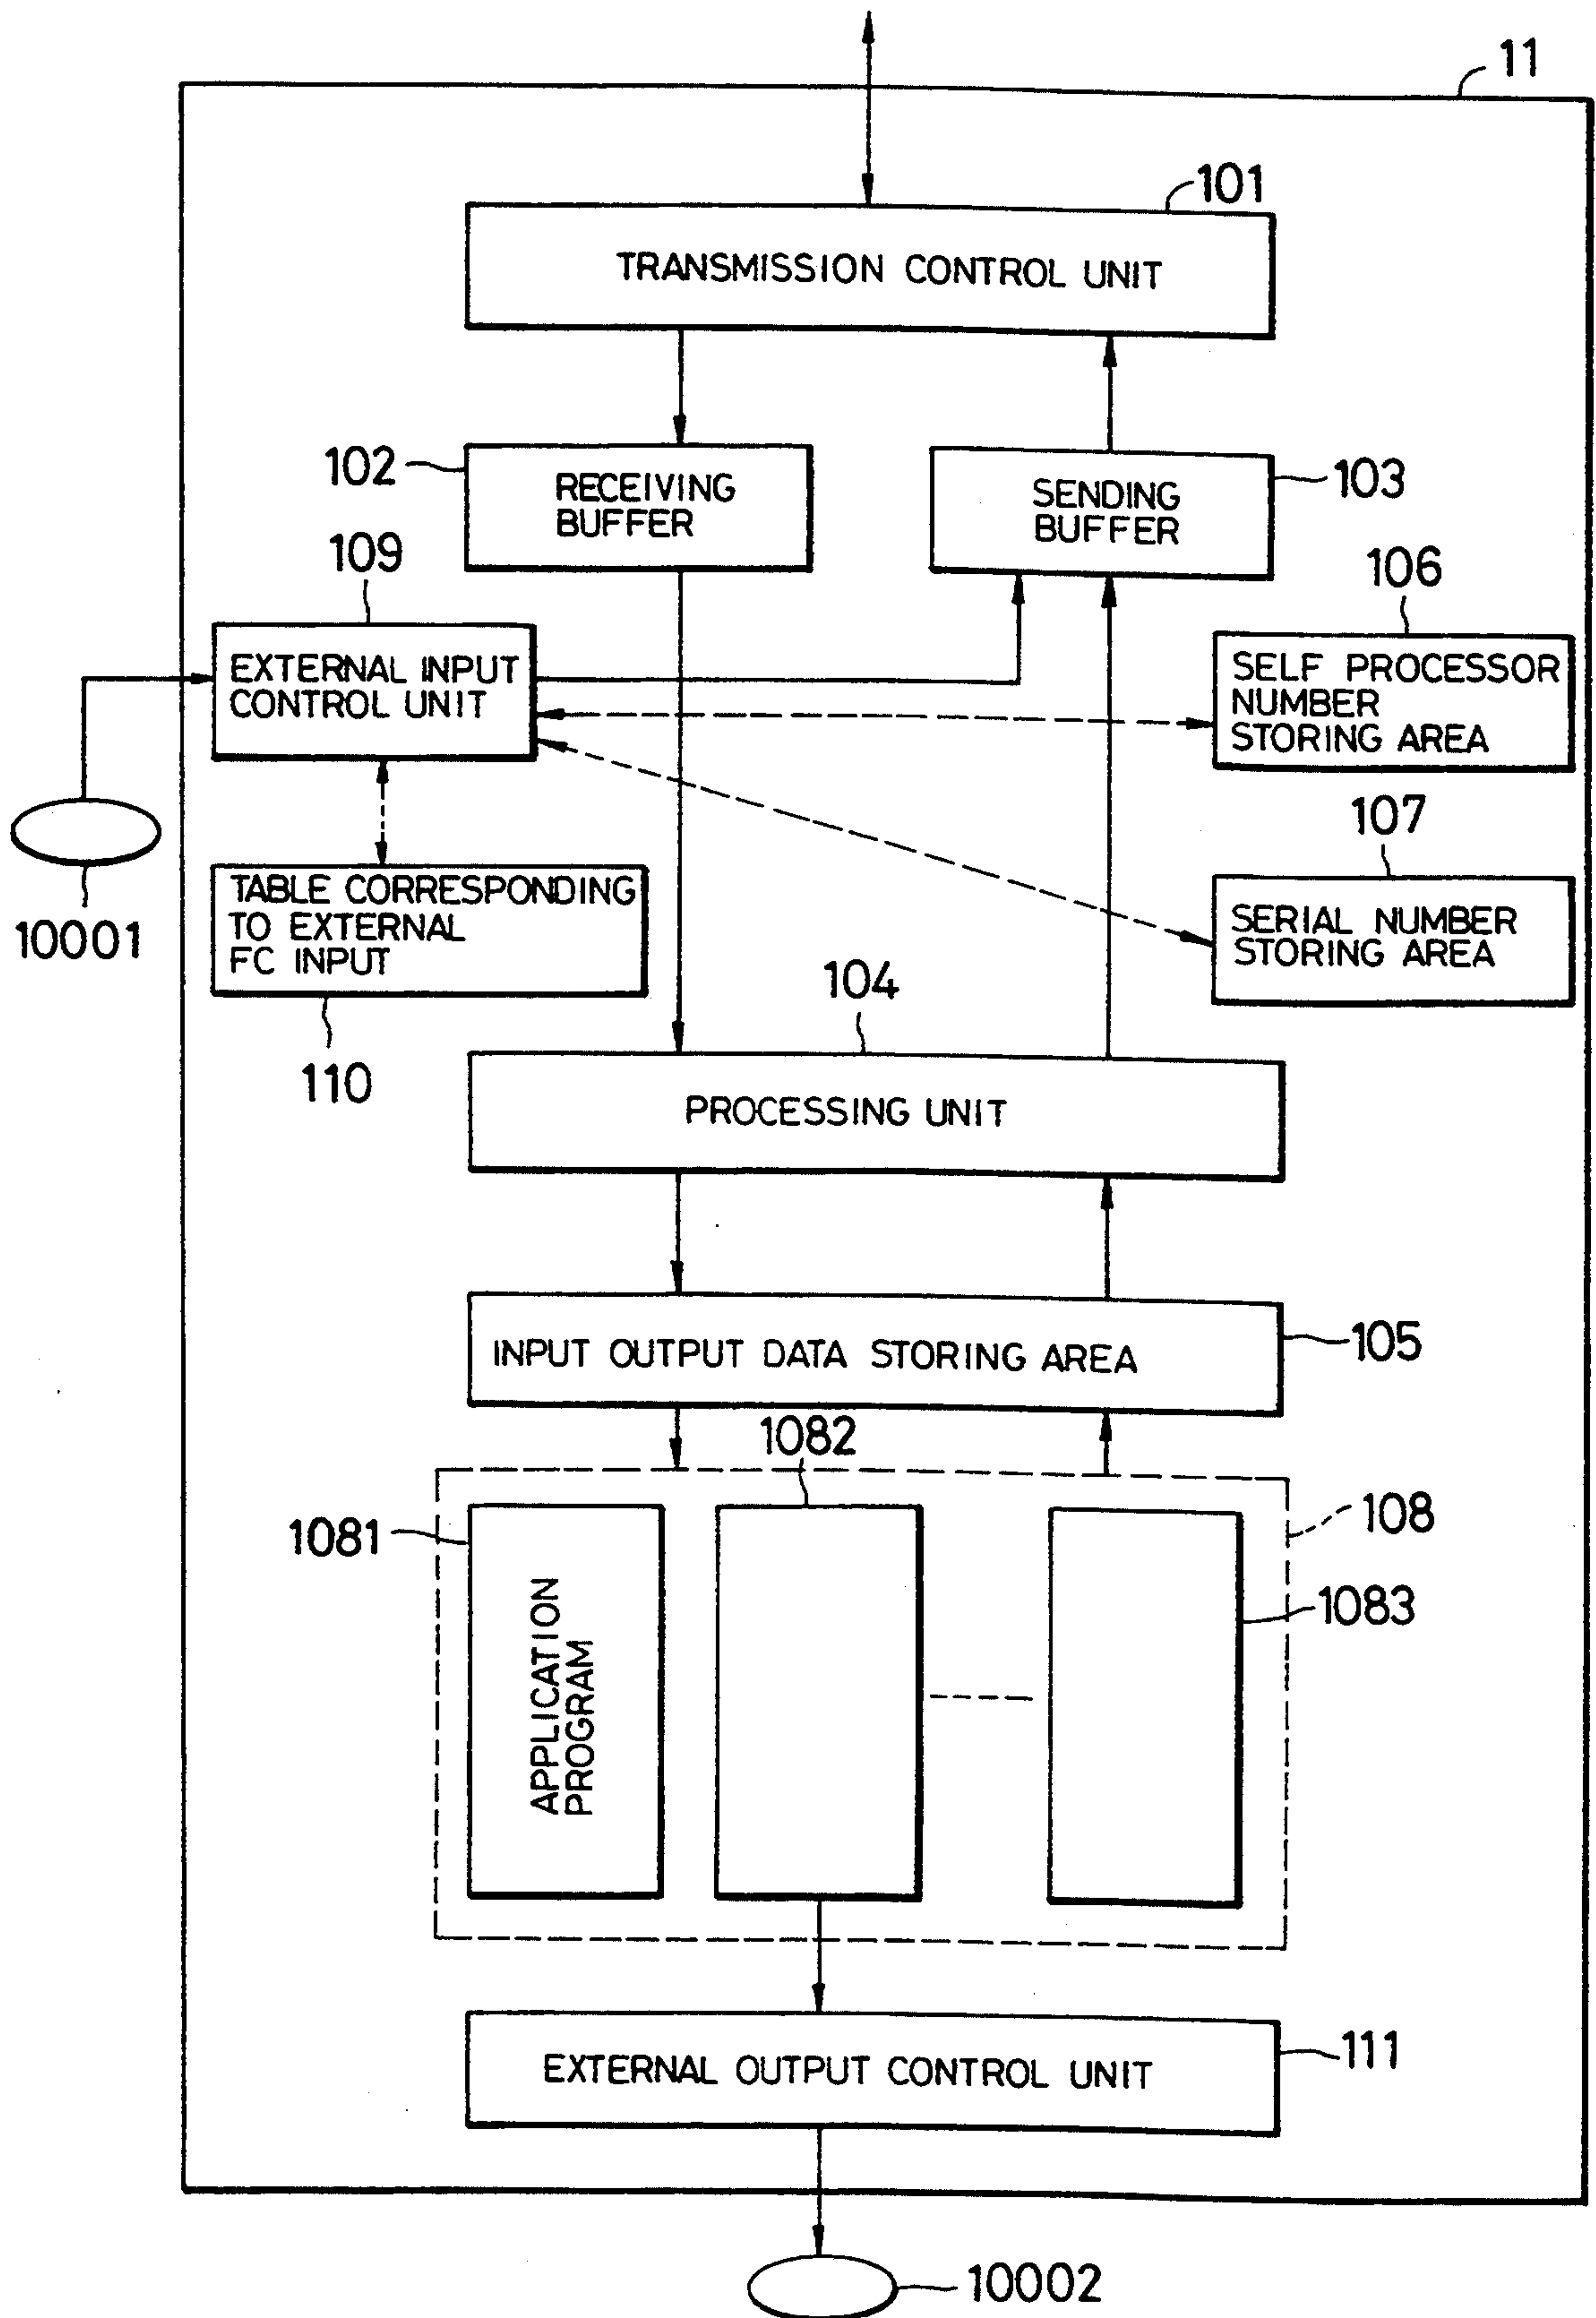 11
101
TRANSMISSION CONTROL UNIT
102
RECEIVING
BUFFER
103
SENDING
BUFFER
109
106
EXTERNAL INPUT
CONTROL UNIT
SELF PROCESSOR
NUMBER
STORING AREA
10001
TABLE CORRESPONDING
TO EXTERNAL
FC INPUT
110
107
SERIAL NUMBER
STORING AREA
104
PROCESSING UNIT
INPUT OUTPUT DATA STORING AREA
105
1082
1081
108
1083
APPLICATION
PROGRAM
EXTERNAL OUTPUT CONTROL UNIT
111
10002